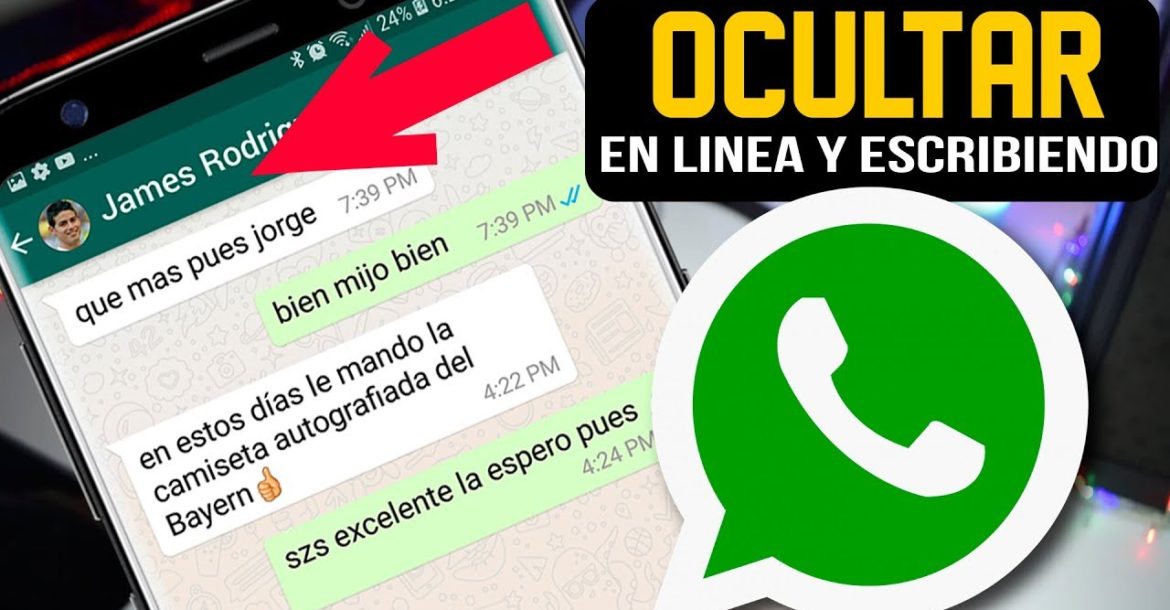 24%
OCULTAR
EN LINEA Y ESCRIBIENDO
James
que mas pues jorge 7:39 PM
bien mijo bien 7:39 PM
en estos días le mando la
camiseta autografiada del
Bayern 4:22 PM
szs excelente la espero pues
4:24 PM